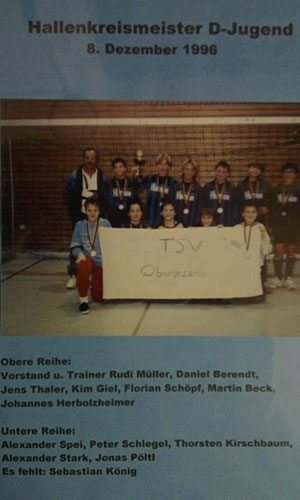 Hallenkreismeister D-Jugend
8. Dezember 1996
TSV
Obere Reihe:
Vorstand u. Trainer Rudi Müller, Daniel Berendt,
Jens Thaler, Kim Giel, Florian Schöpf, Martin Beck,
Johannes Herbolzheimer
Untere Reihe:
Alexander Spei, Peter Schlegel, Thorsten Kirschbaum,
Alexander Stark, Jonas Pöltl
Es fehlt: Sebastian König